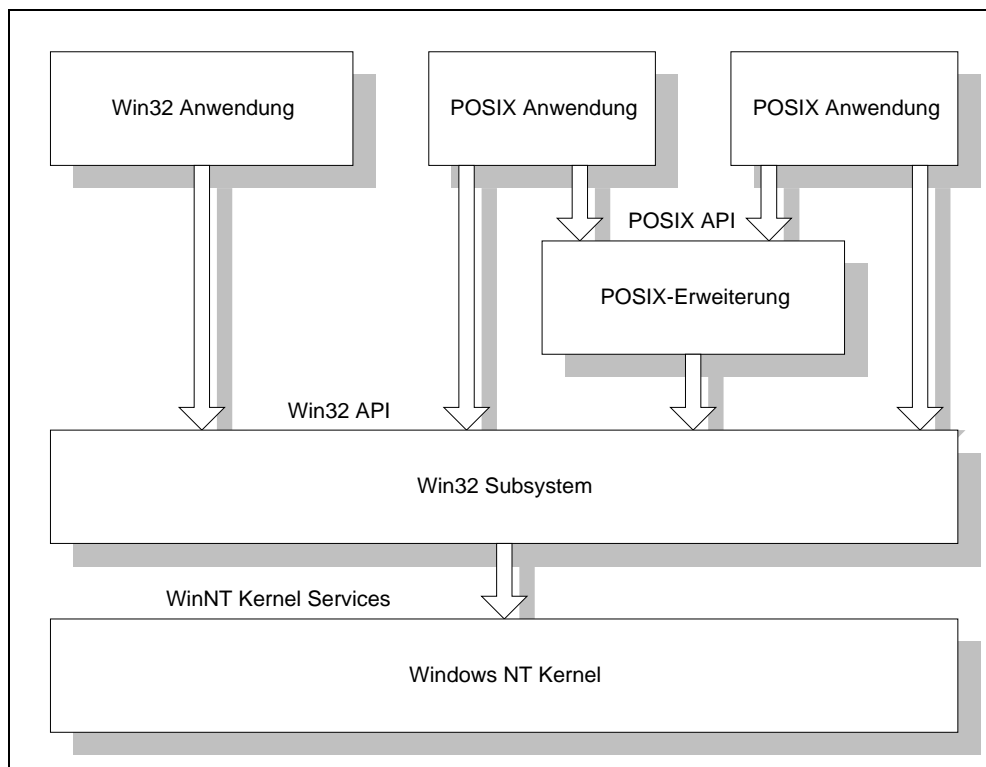 Win32 Anwendung
POSIX Anwendung
POSIX Anwendung
POSIX API
POSIX-Erweiterung
Win32 API
Win32 Subsystem
WinNT Kernel Services
Windows NT Kernel